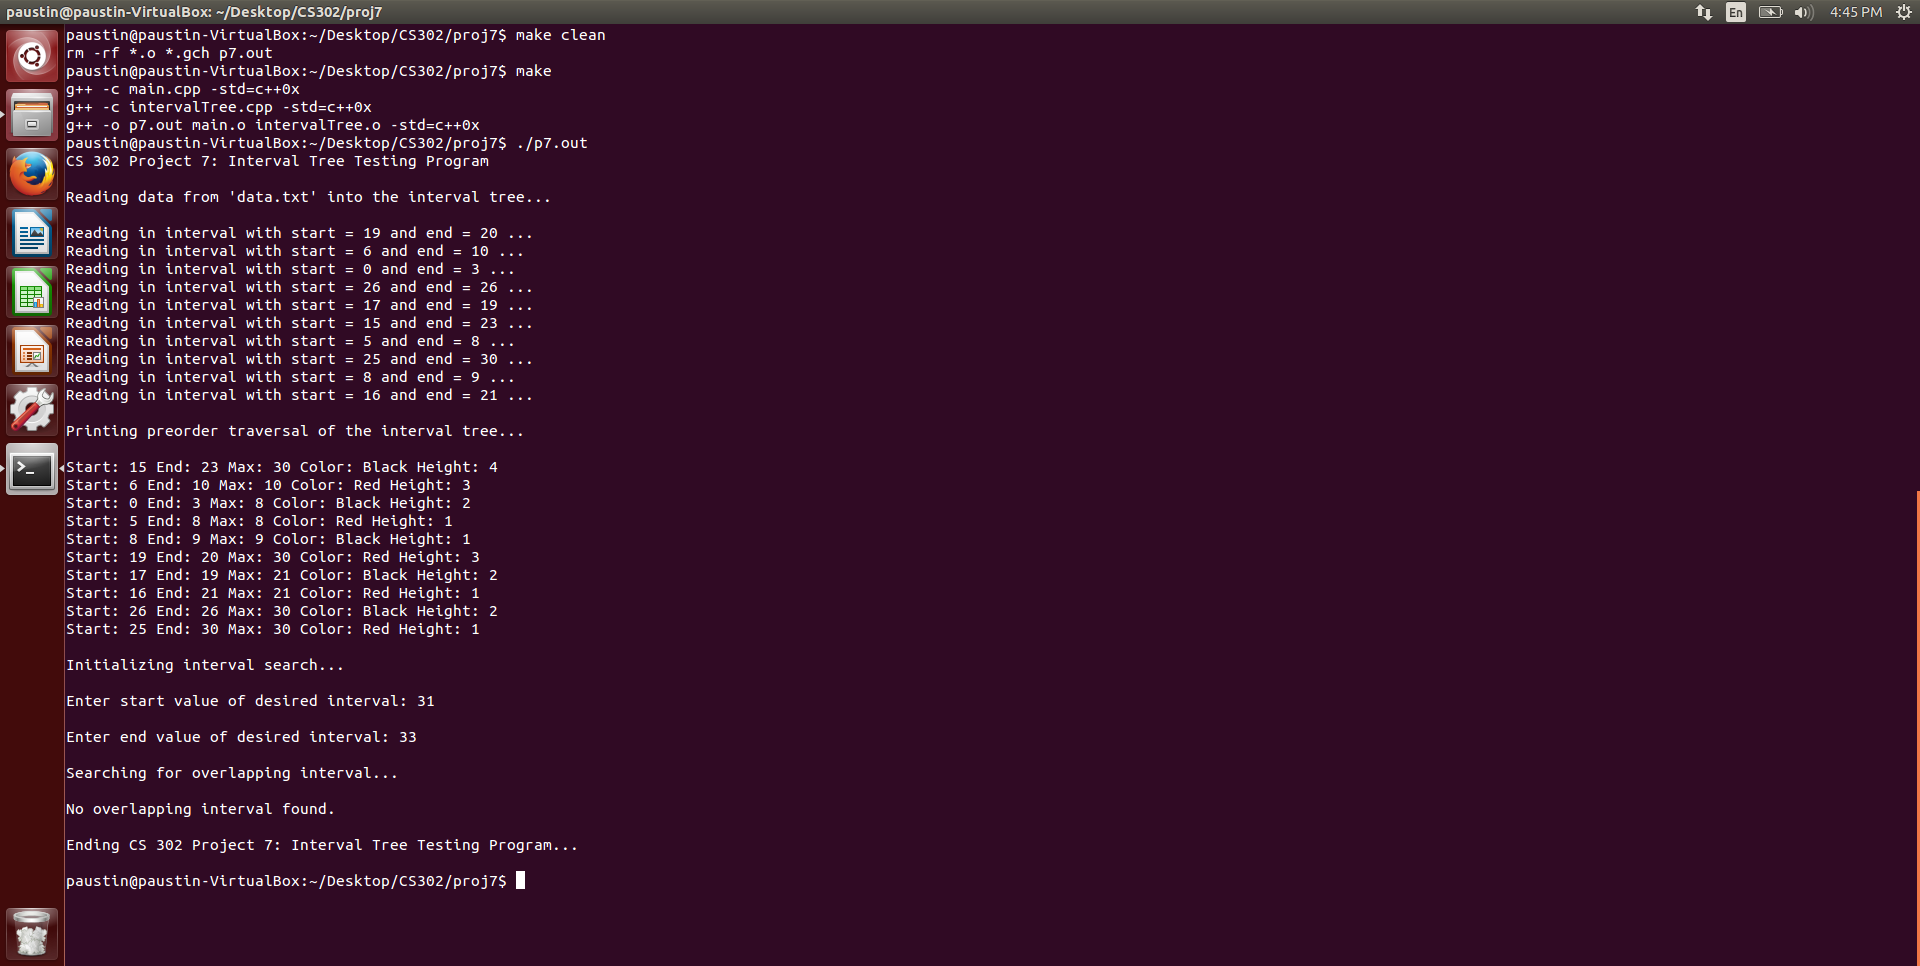 paustin@paustin-VirtualBox: ~/Desktop/CS302/proj7
En
4:45 PM
paustin@paustin-VirtualBox:~/Desktop/CS302/proj7$ make clean
rm -rf *.o *.gch p7.out
paustin@paustin-VirtualBox:~/Desktop/CS302/proj7$ make
g++ -c main.cpp -std=c++0x
g++ -c intervalTree.cpp -std=c++0x
g++ -o p7.out main.o intervalTree.o -std=c++0x
paustin@paustin-VirtualBox:~/Desktop/CS302/proj7$ ./p7.out
CS 302 Project 7: Interval Tree Testing Program
Reading data from 'data.txt' into the interval tree...
Reading in interval with start = 19 and end = 20 ...
Reading in interval with start = 6 and end = 10 ...
Reading in interval with start = 0 and end = 3 ...
Reading in interval with start = 26 and end = 26 ...
Reading in interval with start = 17 and end = 19 ...
Reading in interval with start = 15 and end = 23 ...
Reading in interval with start = 5 and end = 8 ...
Reading in interval with start = 25 and end = 30 ...
Reading in interval with start = 8 and end = 9 ...
Reading in interval with start = 16 and end = 21 ...
Printing preorder traversal of the interval tree...
Start: 15 End: 23 Max: 30 Color: Black Height: 4
Start: 6 End: 10 Max: 10 Color: Red Height: 3
Start: 0 End: 3 Max: 8 Color: Black Height: 2
Start: 5 End: 8 Max: 8 Color: Red Height: 1
Start: 8 End: 9 Max: 9 Color: Black Height: 1
Start: 19 End: 20 Max: 30 Color: Red Height: 3
Start: 17 End: 19 Max: 21 Color: Black Height: 2
Start: 16 End: 21 Max: 21 Color: Red Height: 1
Start: 26 End: 26 Max: 30 Color: Black Height: 2
Start: 25 End: 30 Max: 30 Color: Red Height: 1
Initializing interval search...
Enter start value of desired interval: 31
Enter end value of desired interval: 33
Searching for overlapping interval...
No overlapping interval found.
Ending CS 302 Project 7: Interval Tree Testing Program...
paustin@paustin-VirtualBox:~/Desktop/CS302/proj7$